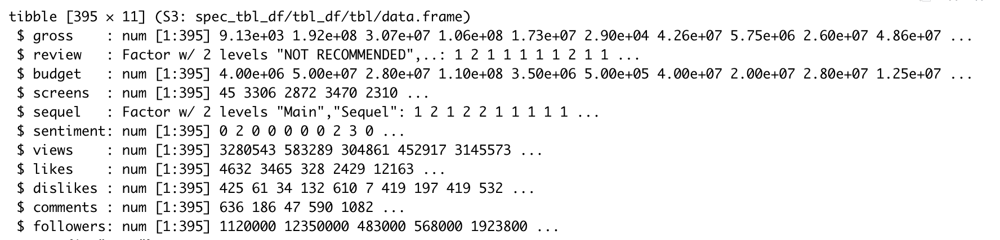 tibble [395 × 11] (S3: spec_tbl_df/tbl_df/tbl/data.frame)
 $ gross    : num [1:395] 9.13e+03 1.92e+08 3.07e+07 1.06e+08 1.73e+07 2.90e+04 4.26e+07 5.75e+06 2.60e+07 4.86e+07 ...
 $ review   : Factor w/ 2 levels "NOT RECOMMENDED",..: 1 2 1 1 1 1 1 2 1 1 ...
 $ budget   : num [1:395] 4.00e+06 5.00e+07 2.80e+07 1.10e+08 3.50e+06 5.00e+05 4.00e+07 2.00e+07 2.80e+07 1.25e+07 ...
 $ screens  : num [1:395] 45 3306 2872 3470 2310 ...
 $ sequel   : Factor w/ 2 levels "Main","Sequel": 1 2 1 2 2 1 1 1 1 1 ...
 $ sentiment: num [1:395] 0 2 0 0 0 0 0 2 3 0 ...
 $ views    : num [1:395] 3280543 583289 304861 452917 3145573 ...
 $ likes    : num [1:395] 4632 3465 328 2429 12163 ...
 $ dislikes : num [1:395] 425 61 34 132 610 7 419 197 419 532 ...
 $ comments : num [1:395] 636 186 47 590 1082 ...
 $ followers: num [1:395] 1120000 12350000 483000 568000 1923800 ...